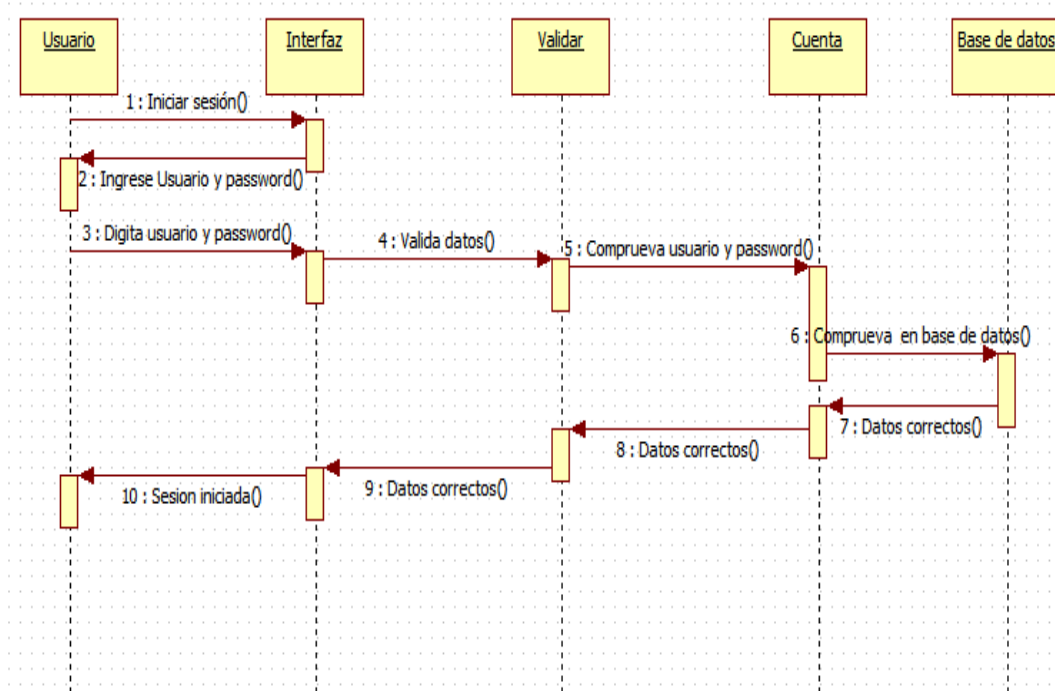 Usuario
Interfaz
Validar
Cuenta
Base de datos
1 : Iniciar sesión()
2 : Ingrese Usuario y password()
3 : Digita usuario y password()
4 : Valida datos()
5 : Comprueva usuario y password()
6 : Comprueva en base de datos()
7 : Datos correctos()
8 : Datos correctos()
9 : Datos correctos()
10 : Sesion iniciada()